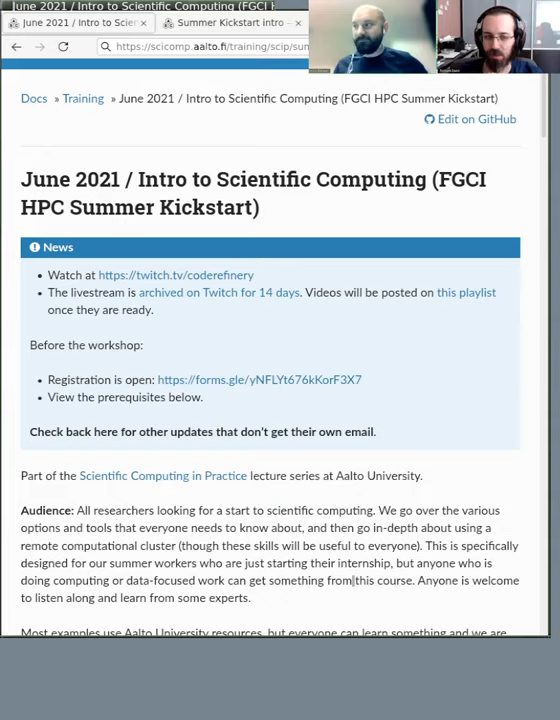 June 2021 / Intro to Scientific Computing (FGCI H
June 2021 / Intro to Scien
Summer Kickstart intro —
https://scicomp.aalto.fi/training/scip/sum
Docs » Training » June 2021 / Intro to Scientific Computing (FGCI HPC Summer Kickstart)
Edit on GitHub
June 2021 / Intro to Scientific Computing (FGCI
HPC Summer Kickstart)
News
• Watch at https://twitch.tv/coderefinery
• The livestream is archived on Twitch for 14 days. Videos will be posted on this playlist
once they are ready.
Before the workshop:
• Registration is open: https://forms.gle/yNFLYt676kKorF3X7
• View the prerequisites below.
Check back here for other updates that don't get their own email.
Part of the Scientific Computing in Practice lecture series at Aalto University.
Audience: All researchers looking for a start to scientific computing. We go over the various
options and tools that everyone needs to know about, and then go in-depth about using a
remote computational cluster (though these skills will be useful to everyone). This is specifically
designed for our summer workers who are just starting their internship, but anyone who is
doing computing or data-focused work can get something from this course. Anyone is welcome
to listen along and learn from some experts.
Most examples use Aalto University resources, but everyone can learn something and we are